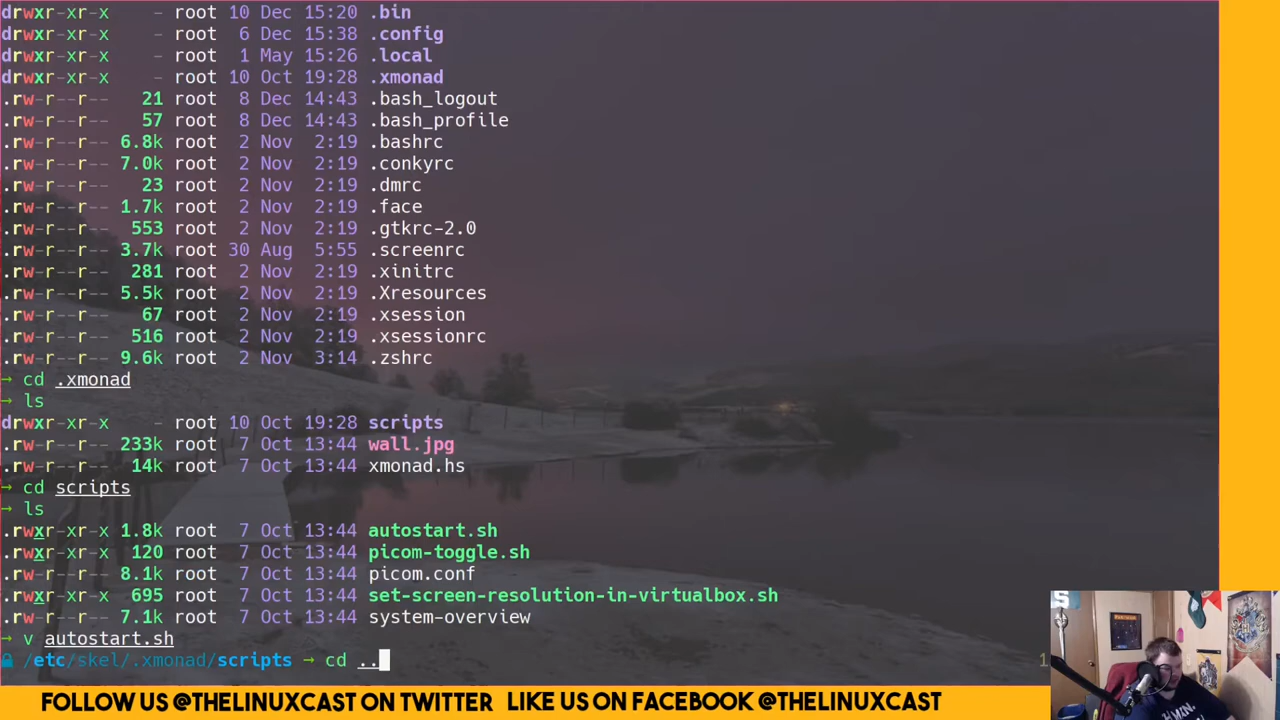 drwxr-xr-x    - root 10 Dec 15:20 .bin
drwxr-xr-x    - root  6 Dec 15:38 .config
drwxr-xr-x    - root  1 May 15:26 .local
drwxr-xr-x    - root 10 Oct 19:28 .xmonad
.rw-r--r--   21 root  8 Dec 14:43 .bash_logout
.rw-r--r--   57 root  8 Dec 14:43 .bash_profile
.rw-r--r-- 6.8k root  2 Nov  2:19 .bashrc
.rw-r--r-- 7.0k root  2 Nov  2:19 .conkyrc
.rw-r--r--   23 root  2 Nov  2:19 .dmrc
.rw-r--r-- 1.7k root  2 Nov  2:19 .face
.rw-r--r--  553 root  2 Nov  2:19 .gtkrc-2.0
.rw-r--r-- 3.7k root 30 Aug  5:55 .screenrc
.rw-r--r--  281 root  2 Nov  2:19 .xinitrc
.rw-r--r-- 5.5k root  2 Nov  2:19 .Xresources
.rw-r--r--   67 root  2 Nov  2:19 .xsession
.rw-r--r--  516 root  2 Nov  2:19 .xsessionrc
.rw-r--r-- 9.6k root  2 Nov  3:14 .zshrc
→ cd .xmonad
→ ls
drwxr-xr-x    - root 10 Oct 19:28 scripts
.rw-r--r-- 233k root  7 Oct 13:44 wall.jpg
.rw-r--r--  14k root  7 Oct 13:44 xmonad.hs
→ cd scripts
→ ls
.rwxr-xr-x 1.8k root  7 Oct 13:44 autostart.sh
.rwxr-xr-x  120 root  7 Oct 13:44 picom-toggle.sh
.rw-r--r-- 8.1k root  7 Oct 13:44 picom.conf
.rwxr-xr-x  695 root  7 Oct 13:44 set-screen-resolution-in-virtualbox.sh
.rw-r--r-- 7.1k root  7 Oct 13:44 system-overview
→ v autostart.sh
/etc/skel/.xmonad/scripts → cd ..
FOLLOW US @THELINUXCAST ON TWITTER LIKE US ON FACEBOOK @THELINUXCAST